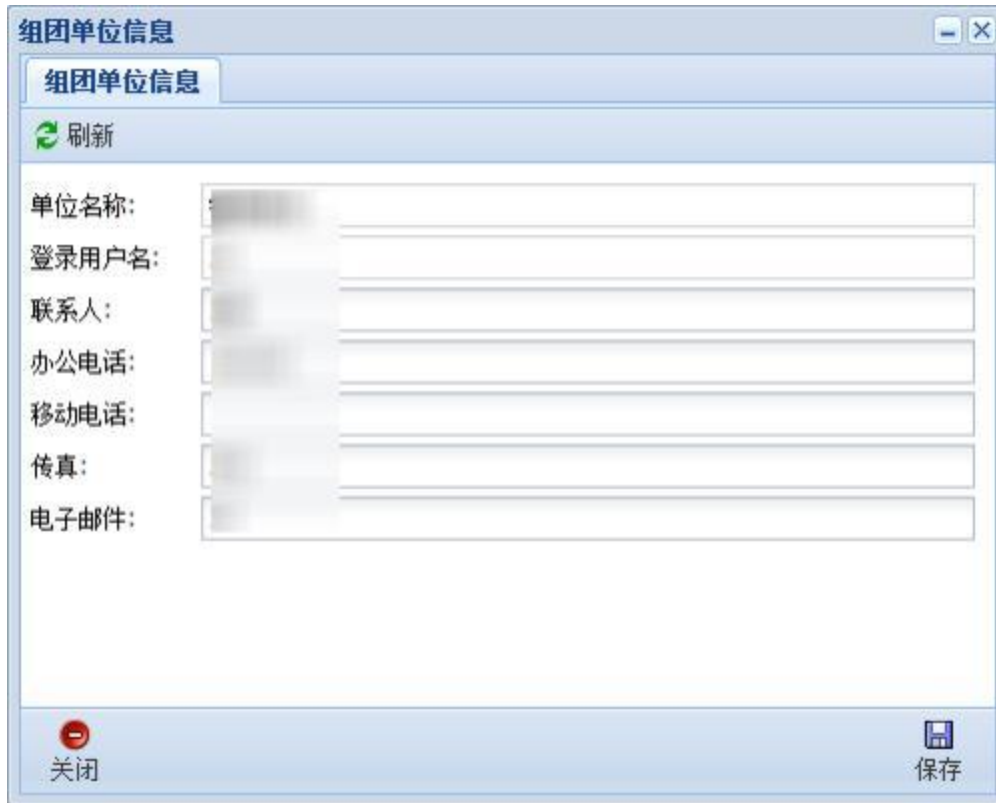 组团单位信息
组团单位信息
刷新
单位名称:
登录用户名:
联系人:
办公电话:
移动电话:
传真:
电子邮件:
关闭
保存